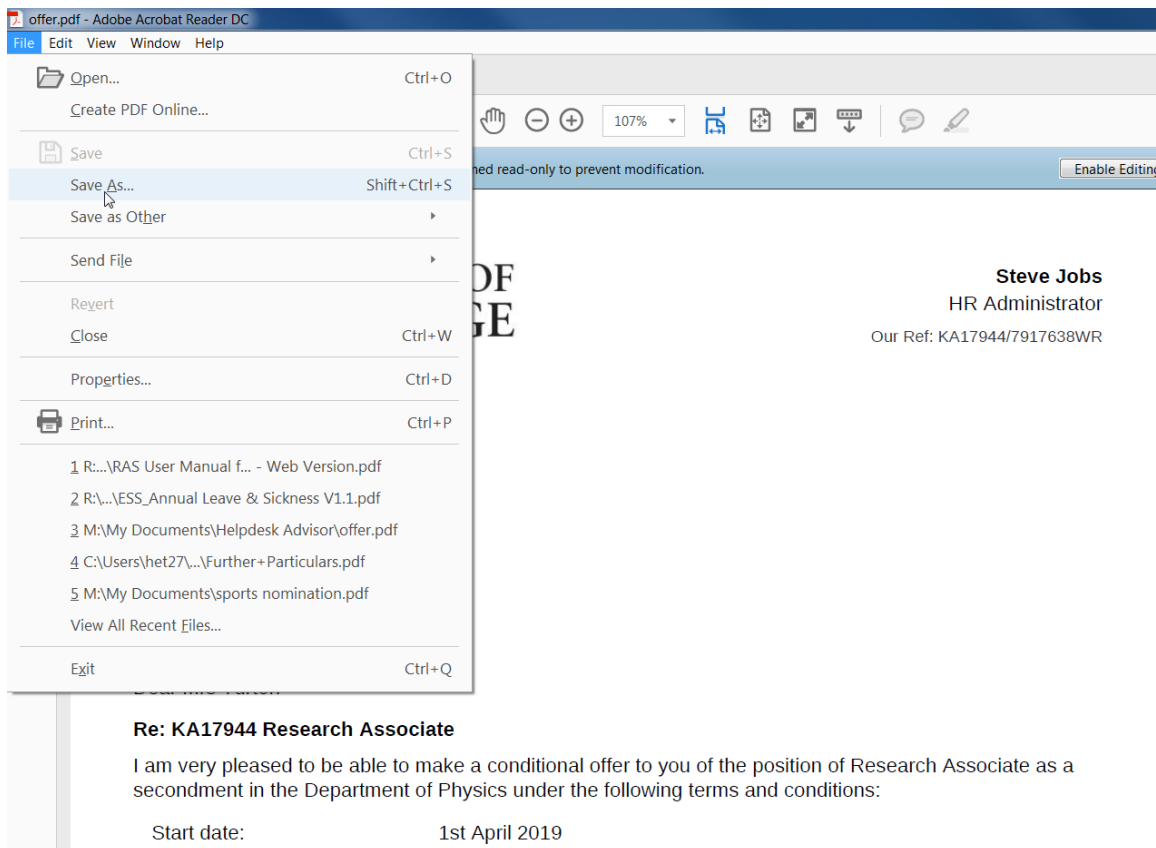 offer.pdf - Adobe Acrobat Reader DC
File Edit View Window Help
Open... Ctrl+O
Create PDF Online...
Save Ctrl+S
Save As... Shift+Ctrl+S
Save as Other
Send File
Revert
Close Ctrl+W
Properties... Ctrl+D
Print... Ctrl+P
1 R:...\RAS User Manual f... - Web Version.pdf
2 R:\...\ESS_Annual Leave & Sickness V1.1.pdf
3 M:\My Documents\Helpdesk Advisor\offer.pdf
4 C:\Users\het27\...\Further+Particulars.pdf
5 M:\My Documents\sports nomination.pdf
View All Recent Files...
Exit Ctrl+Q
107%
read-only to prevent modification.
Enable Editing
OF
Steve Jobs
HR Administrator
Our Ref: KA17944/7917638WR
Re: KA17944 Research Associate
I am very pleased to be able to make a conditional offer to you of the position of Research Associate as a
secondment in the Department of Physics under the following terms and conditions:
Start date: 1st April 2019